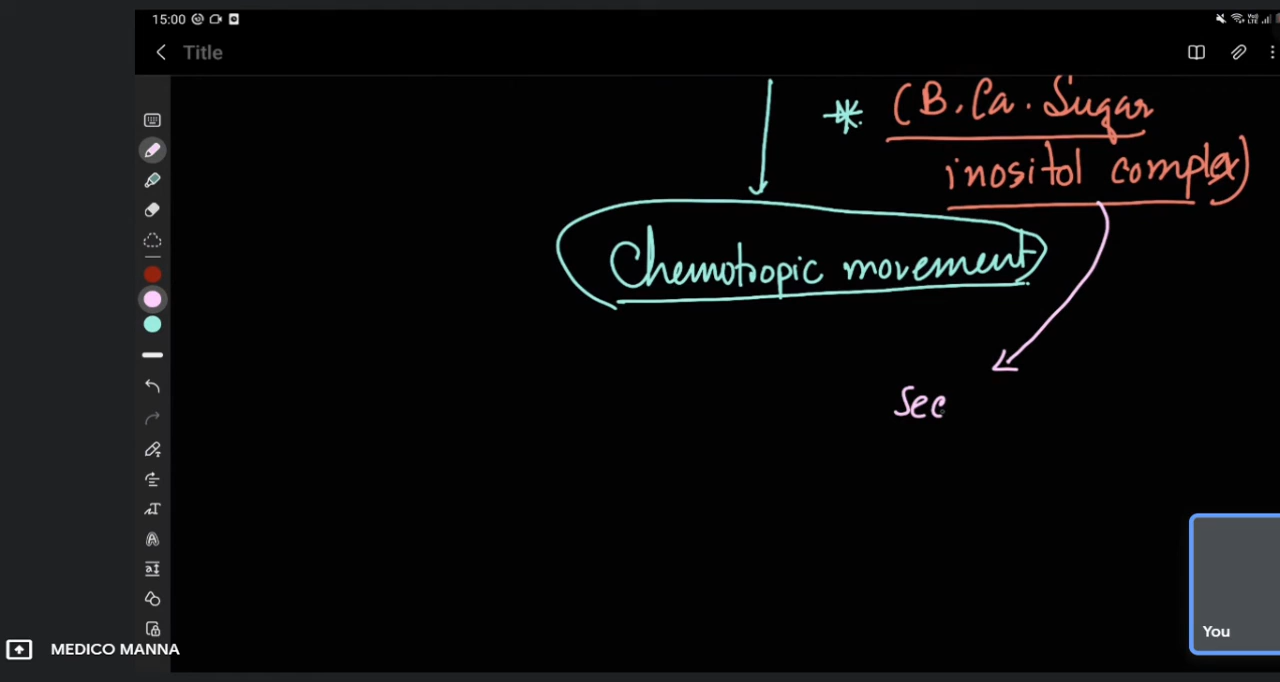 15:00
Title
* (B. Ca. Sugar
inositol complex)
Chemotropic movement
Sec
You
MEDICO MANNA